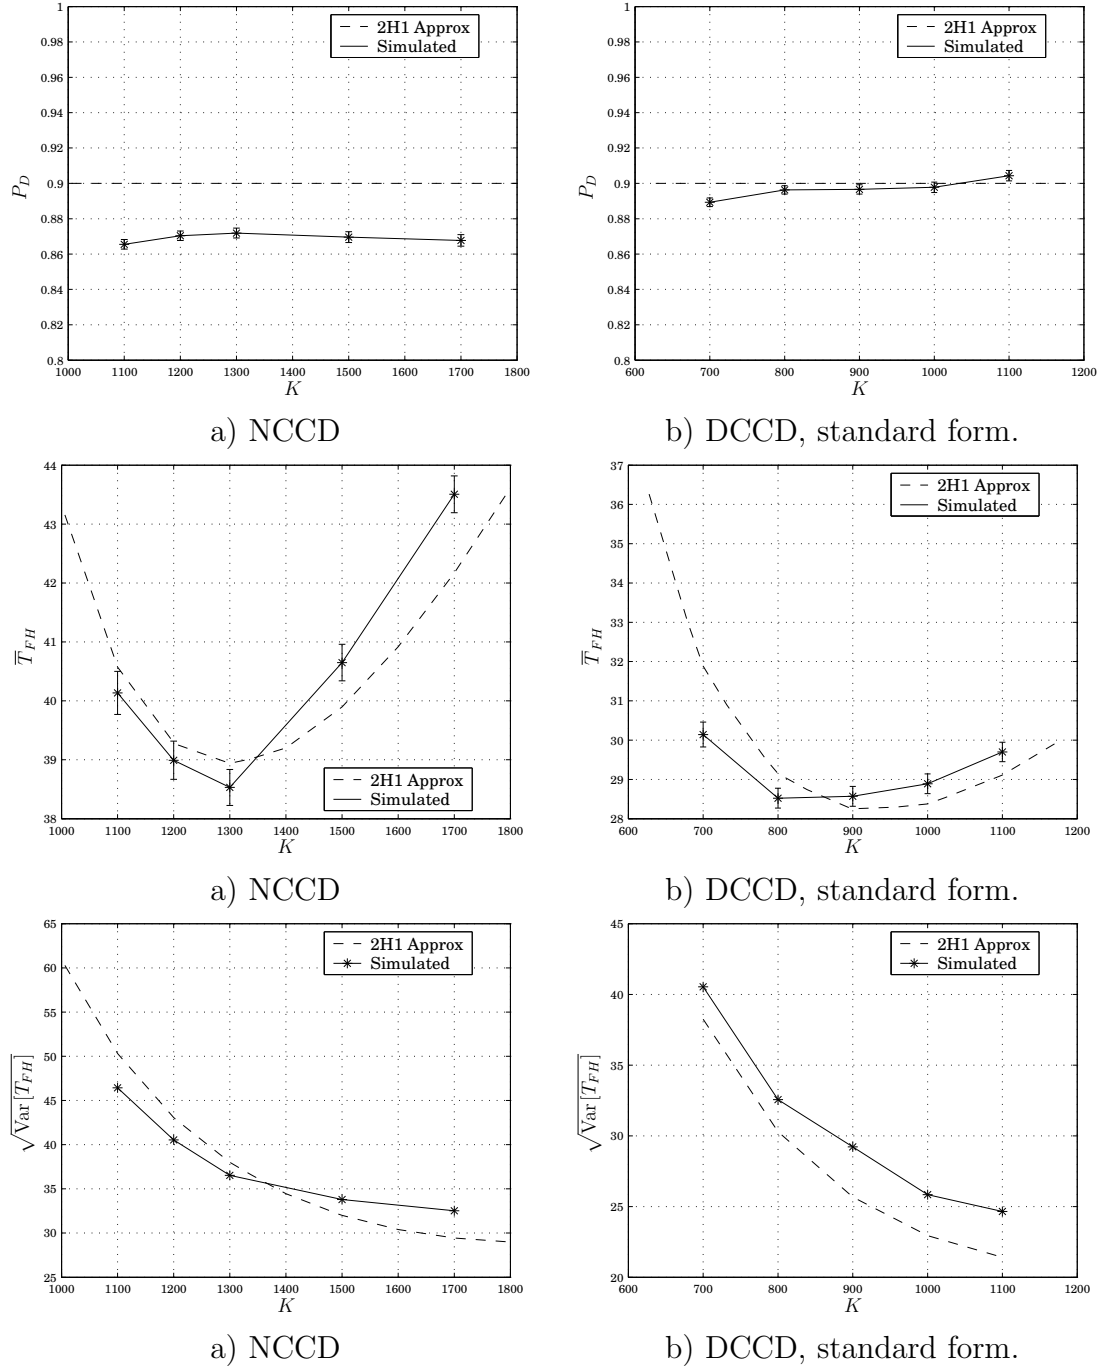 1
0.98
0.96
0.94
0.92
0.9
0.88
0.86
0.84
0.82
0.8
P_D
2H1 Approx
Simulated
1000 1100 1200 1300 1400 1500 1600 1700 1800
K
a) NCCD
1
0.98
0.96
0.94
0.92
0.9
0.88
0.86
0.84
0.82
0.8
P_D
2H1 Approx
Simulated
600 700 800 900 1000 1100 1200
K
b) DCCD, standard form.
44
43
42
41
40
39
38
T̅_FH
2H1 Approx
Simulated
1000 1100 1200 1300 1400 1500 1600 1700 1800
K
a) NCCD
37
36
35
34
33
32
31
30
29
28
T̅_FH
2H1 Approx
Simulated
600 700 800 900 1000 1100 1200
K
b) DCCD, standard form.
65
60
55
50
45
40
35
30
25
√Var [T_FH]
2H1 Approx
Simulated
1000 1100 1200 1300 1400 1500 1600 1700 1800
K
a) NCCD
45
40
35
30
25
20
√Var [T_FH]
2H1 Approx
Simulated
600 700 800 900 1000 1100 1200
K
b) DCCD, standard form.